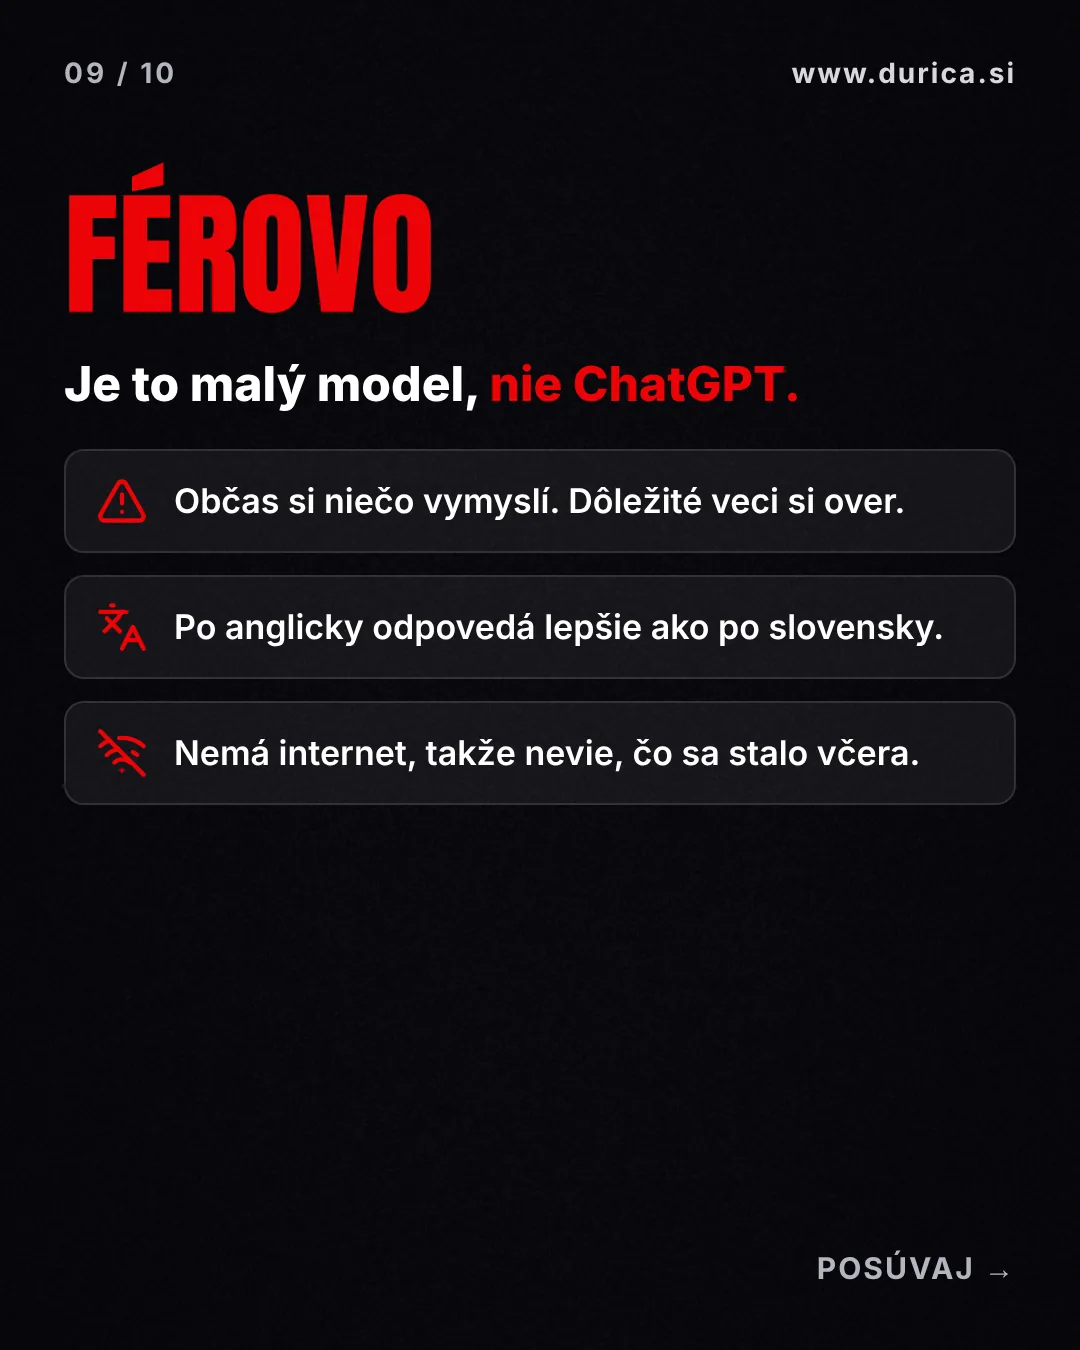 09 / 10
www.durica.si
FÉROVO
Je to malý model, nie ChatGPT.
Občas si niečo vymyslí. Dôležité veci si over.
Po anglicky odpovedá lepšie ako po slovensky.
Nemá internet, takže nevie, čo sa stalo včera.
POSÚVAJ →